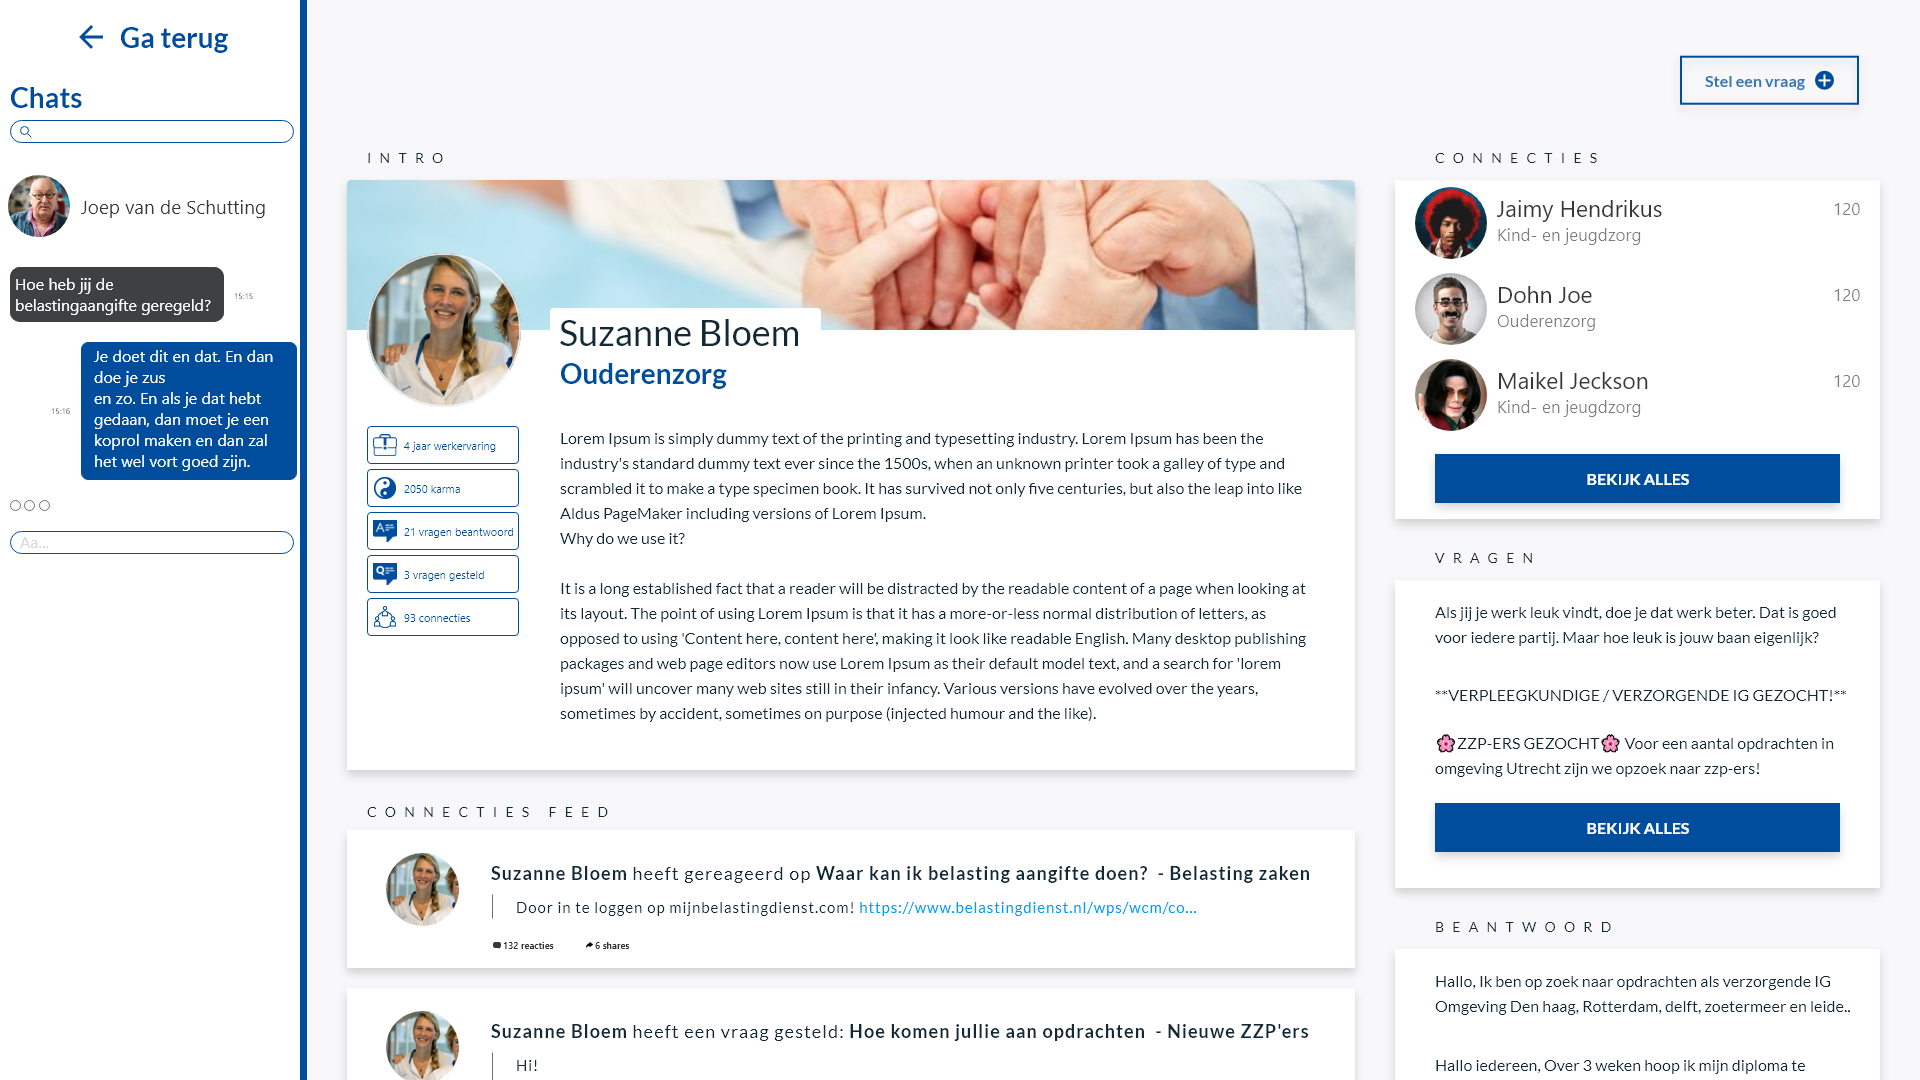 Ga terug
Chats
Joep van de Schutting
Hoe heb jij de
belastingaangifte geregeld?
15:15
Je doet dit en dat. En dan
doe je zus
en zo. En als je dat hebt
gedaan, dan moet je een
koprol maken en dan zal
het wel vort goed zijn.
15:16
Aa...
Stel een vraag
INTRO
Suzanne Bloem
Ouderenzorg
4 jaar werkervaring
2050 karma
21 vragen beantwoord
3 vragen gesteld
93 connecties
Lorem Ipsum is simply dummy text of the printing and typesetting industry. Lorem Ipsum has been the
industry's standard dummy text ever since the 1500s, when an unknown printer took a galley of type and
scrambled it to make a type specimen book. It has survived not only five centuries, but also the leap into like
Aldus PageMaker including versions of Lorem Ipsum.
Why do we use it?
It is a long established fact that a reader will be distracted by the readable content of a page when looking at
its layout. The point of using Lorem Ipsum is that it has a more-or-less normal distribution of letters, as
opposed to using 'Content here, content here', making it look like readable English. Many desktop publishing
packages and web page editors now use Lorem Ipsum as their default model text, and a search for 'lorem
ipsum' will uncover many web sites still in their infancy. Various versions have evolved over the years,
sometimes by accident, sometimes on purpose (injected humour and the like).
CONNECTIES FEED
Suzanne Bloem heeft gereageerd op Waar kan ik belasting aangifte doen?  - Belasting zaken
Door in te loggen op mijnbelastingdienst.com! https://www.belastingdienst.nl/wps/wcm/co...
132 reacties
6 shares
Suzanne Bloem heeft een vraag gesteld: Hoe komen jullie aan opdrachten  - Nieuwe ZZP'ers
Hi!
CONNECTIES
Jaimy Hendrikus
120
Kind- en jeugdzorg
Dohn Joe
120
Ouderenzorg
Maikel Jeckson
120
Kind- en jeugdzorg
BEKIJK ALLES
VRAGEN
Als jij je werk leuk vindt, doe je dat werk beter. Dat is goed
voor iedere partij. Maar hoe leuk is jouw baan eigenlijk?
**VERPLEEGKUNDIGE / VERZORGENDE IG GEZOCHT!**
🌸ZZP-ERS GEZOCHT🌸 Voor een aantal opdrachten in
omgeving Utrecht zijn we opzoek naar zzp-ers!
BEKIJK ALLES
BEANTWOORD
Hallo, Ik ben op zoek naar opdrachten als verzorgende IG
Omgeving Den haag, Rotterdam, delft, zoetermeer en leide..
Hallo iedereen, Over 3 weken hoop ik mijn diploma te